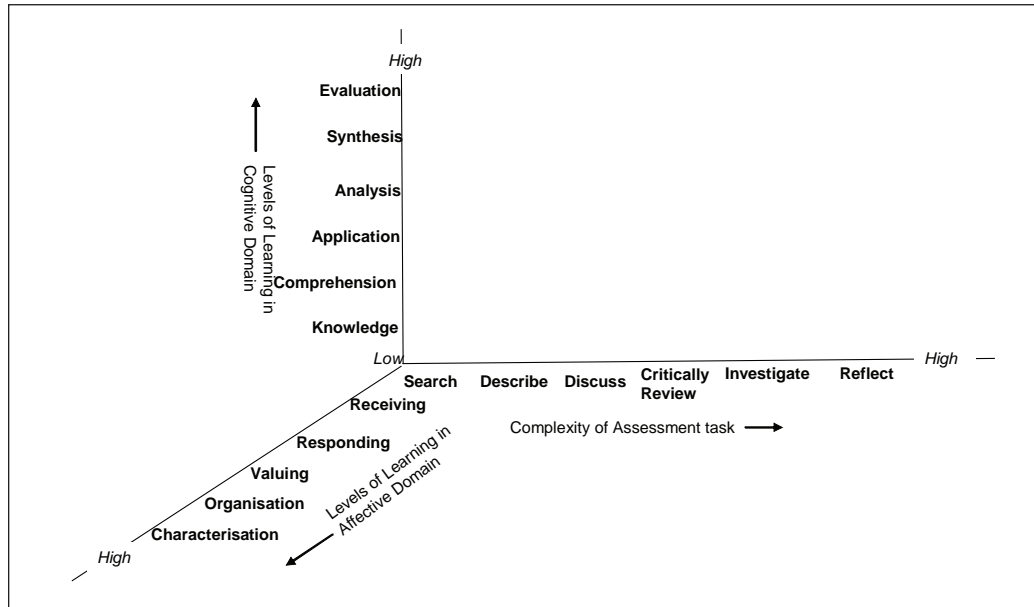 High
Evaluation
Synthesis
Analysis
Application
Comprehension
Knowledge
Low
Levels of Learning in
Cognitive Domain
High
Search
Describe
Discuss
Critically
Review
Investigate
Reflect
Complexity of Assessment task
Receiving
Responding
Valuing
Organisation
Characterisation
High
Levels of Learning in
Affective Domain